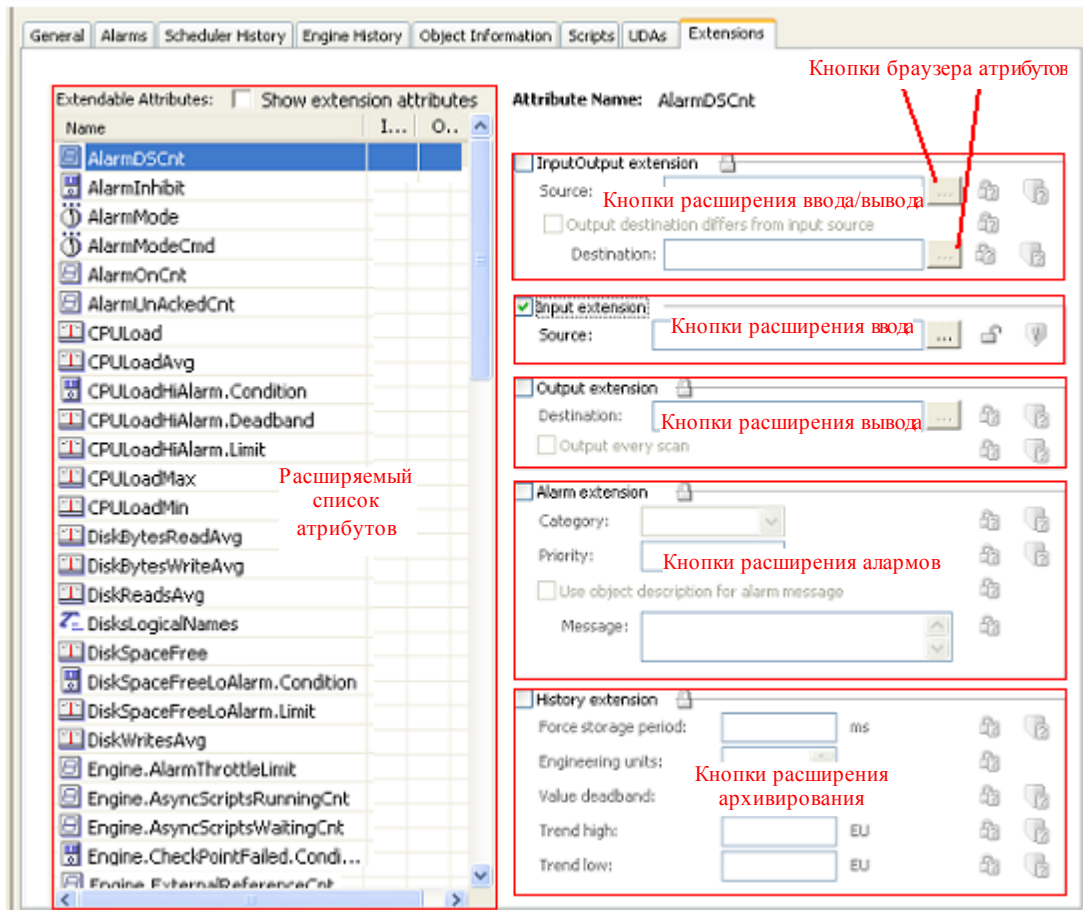 General Alarms Scheduler History Engine History Object Information Scripts UDAs Extensions
Кнопки браузера атрибутов
Extendable Attributes: Show extension attributes
Name I... O..
AlarmDSCnt
AlarmInhibit
AlarmMode
AlarmModeCmd
AlarmOnCnt
AlarmUnAckedCnt
CPULoad
CPULoadAvg
CPULoadHiAlarm.Condition
CPULoadHiAlarm.Deadband
CPULoadHiAlarm.Limit
CPULoadMax
CPULoadMin
DiskBytesReadAvg
DiskBytesWriteAvg
DiskReadsAvg
DisksLogicalNames
DiskSpaceFree
DiskSpaceFreeLoAlarm.Condition
DiskSpaceFreeLoAlarm.Limit
DiskWritesAvg
Engine.AlarmThrottleLimit
Engine.AsyncScriptsRunningCnt
Engine.AsyncScriptsWaitingCnt
Engine.CheckPointFailed.Condi...
Engine.ExternalReferenceCnt
Расширяемый
список
атрибутов
Attribute Name: AlarmDSCnt
InputOutput extension
Source: ...
Кнопки расширения ввода/вывода
Output destination differs from input source
Destination: ...
Input extension
Source: Кнопки расширения ввода ...
Output extension
Destination: Кнопки расширения вывода ...
Output every scan
Alarm extension
Category:
Priority: Кнопки расширения алармов
Use object description for alarm message
Message:
History extension
Force storage period: ms
Engineering units:
Кнопки расширения
архивирования
Value deadband:
Trend high: EU
Trend low: EU